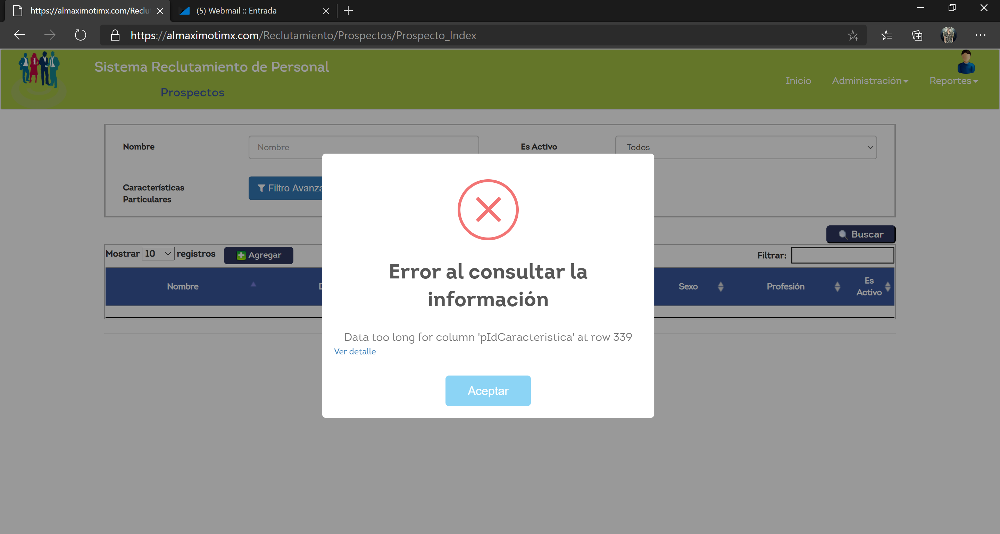 https://almaximotimx.com/Reclu
(5) Webmail :: Entrada
https://almaximotimx.com/Reclutamiento/Prospectos/Prospecto_Index
Sistema Reclutamiento de Personal
Prospectos
Inicio
Administración
Reportes
Nombre
Nombre
Es Activo
Todos
Características
Particulares
Filtro Avanza
Buscar
Mostrar 10 registros
Agregar
Filtrar:
Nombre
Sexo
Profesión
Es
Activo
Error al consultar la
información
Data too long for column 'pIdCaracteristica' at row 339
Ver detalle
Aceptar